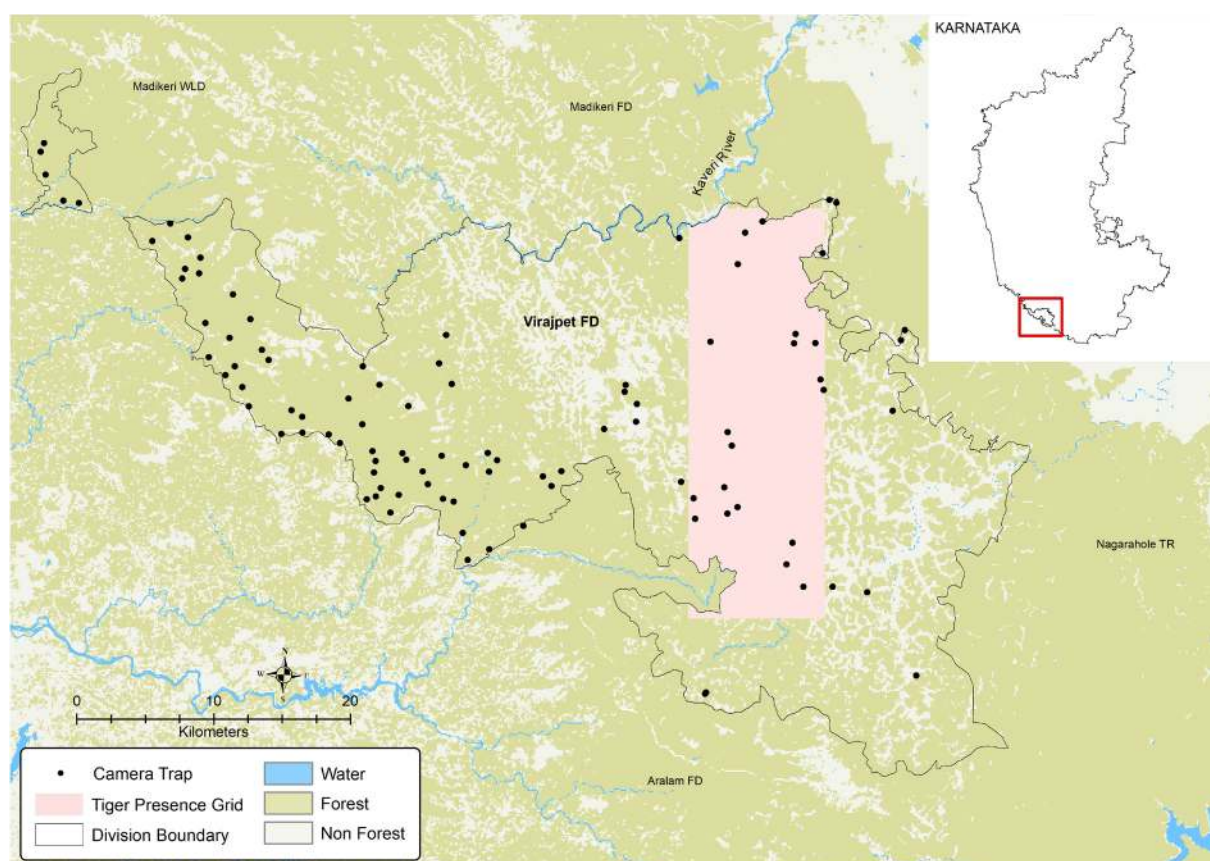 KARNATAKA
Madikeri WLD
Madikeri FD
Kaveri River
Virajpet FD
Nagarahole TR
N
W
S
0 10 20
Kilometers
Aralam FD
Camera Trap
Tiger Presence Grid
Division Boundary
Water
Forest
Non Forest